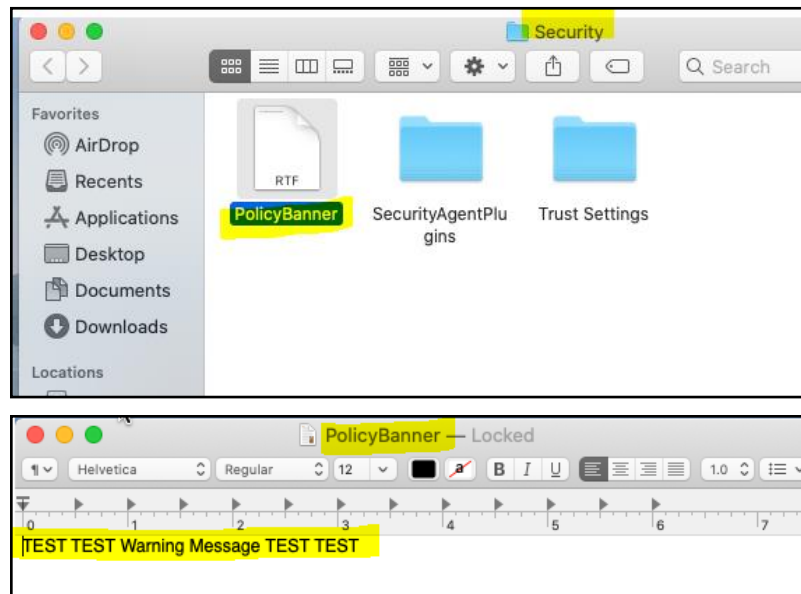 Security
Search
Favorites
AirDrop
Recents
Applications
Desktop
Documents
Downloads
Locations
RTF
PolicyBanner
SecurityAgentPlu
gins
Trust Settings
PolicyBanner — Locked
¶ Helvetica Regular 12 a B I U 1.0
0 1 2 3 4 5 6 7
TEST TEST Warning Message TEST TEST